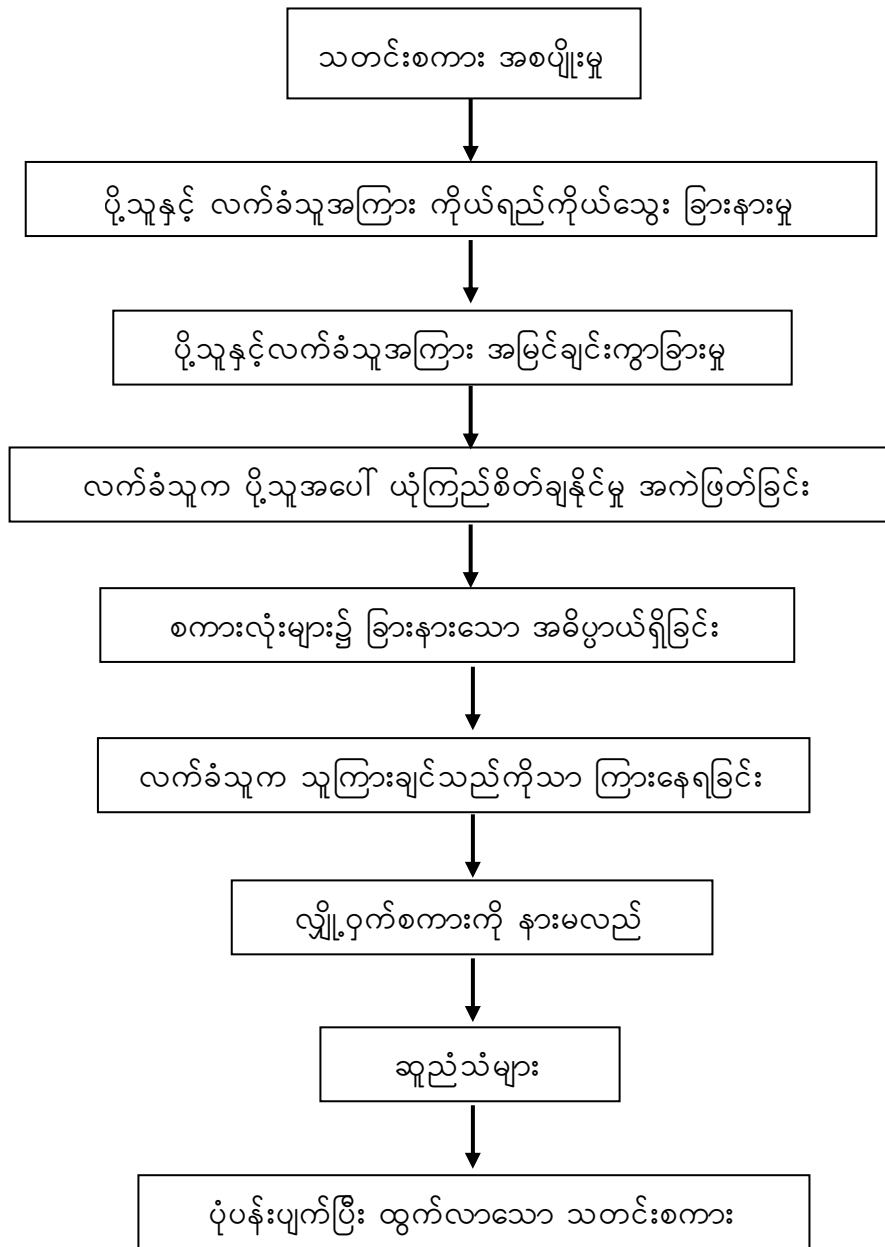 သတင်းစကား အစပျိုးမှု
ပို့သူနှင့် လက်ခံသူအကြား ကိုယ်ရည်ကိုယ်သွေး ခြားနားမှု
ပို့သူနှင့်လက်ခံသူအကြား အမြင်ချင်းကွာခြားမှု
လက်ခံသူက ပို့သူအပေါ် ယုံကြည်စိတ်ချနိုင်မှု အကဲဖြတ်ခြင်း
စကားလုံးများ၌ ခြားနားသော အဓိပ္ပာယ်ရှိခြင်း
လက်ခံသူက သူကြားချင်သည်ကိုသာ ကြားနေရခြင်း
လျှို့ဝှက်စကားကို နားမလည်
ဆူညံသံများ
ပုံပန်းပျက်ပြီး ထွက်လာသော သတင်းစကား